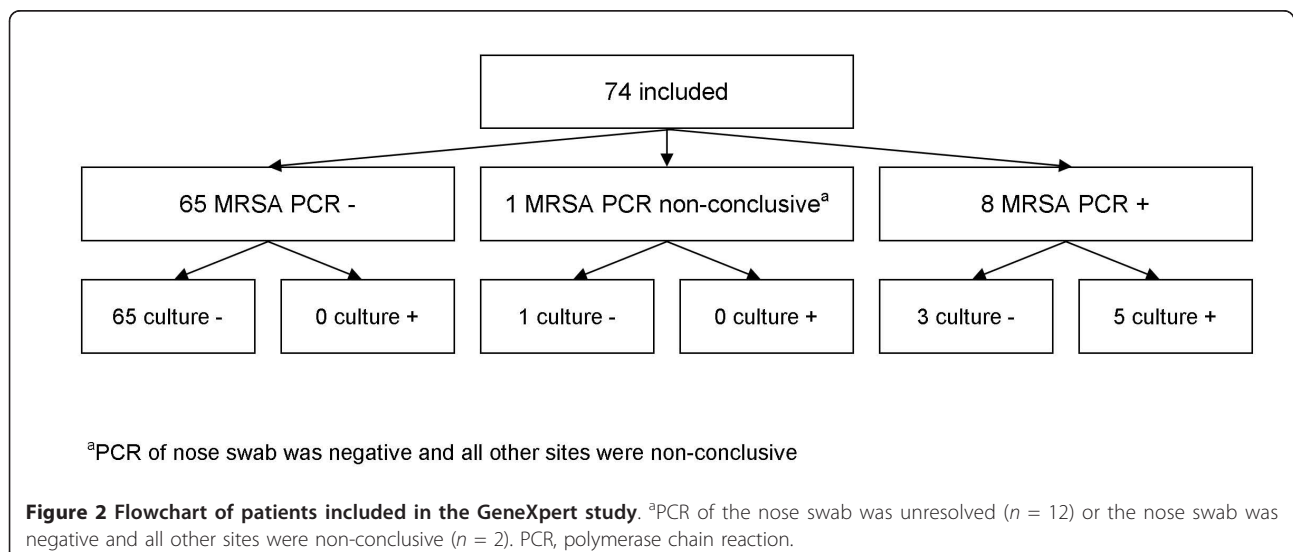 74 included
65 MRSA PCR -
1 MRSA PCR non-conclusiveᵃ
8 MRSA PCR +
65 culture -
0 culture +
1 culture -
0 culture +
3 culture -
5 culture +
ᵃPCR of nose swab was negative and all other sites were non-conclusive
Figure 2 Flowchart of patients included in the GeneXpert study. ᵃPCR of the nose swab was unresolved (n = 12) or the nose swab was
negative and all other sites were non-conclusive (n = 2). PCR, polymerase chain reaction.